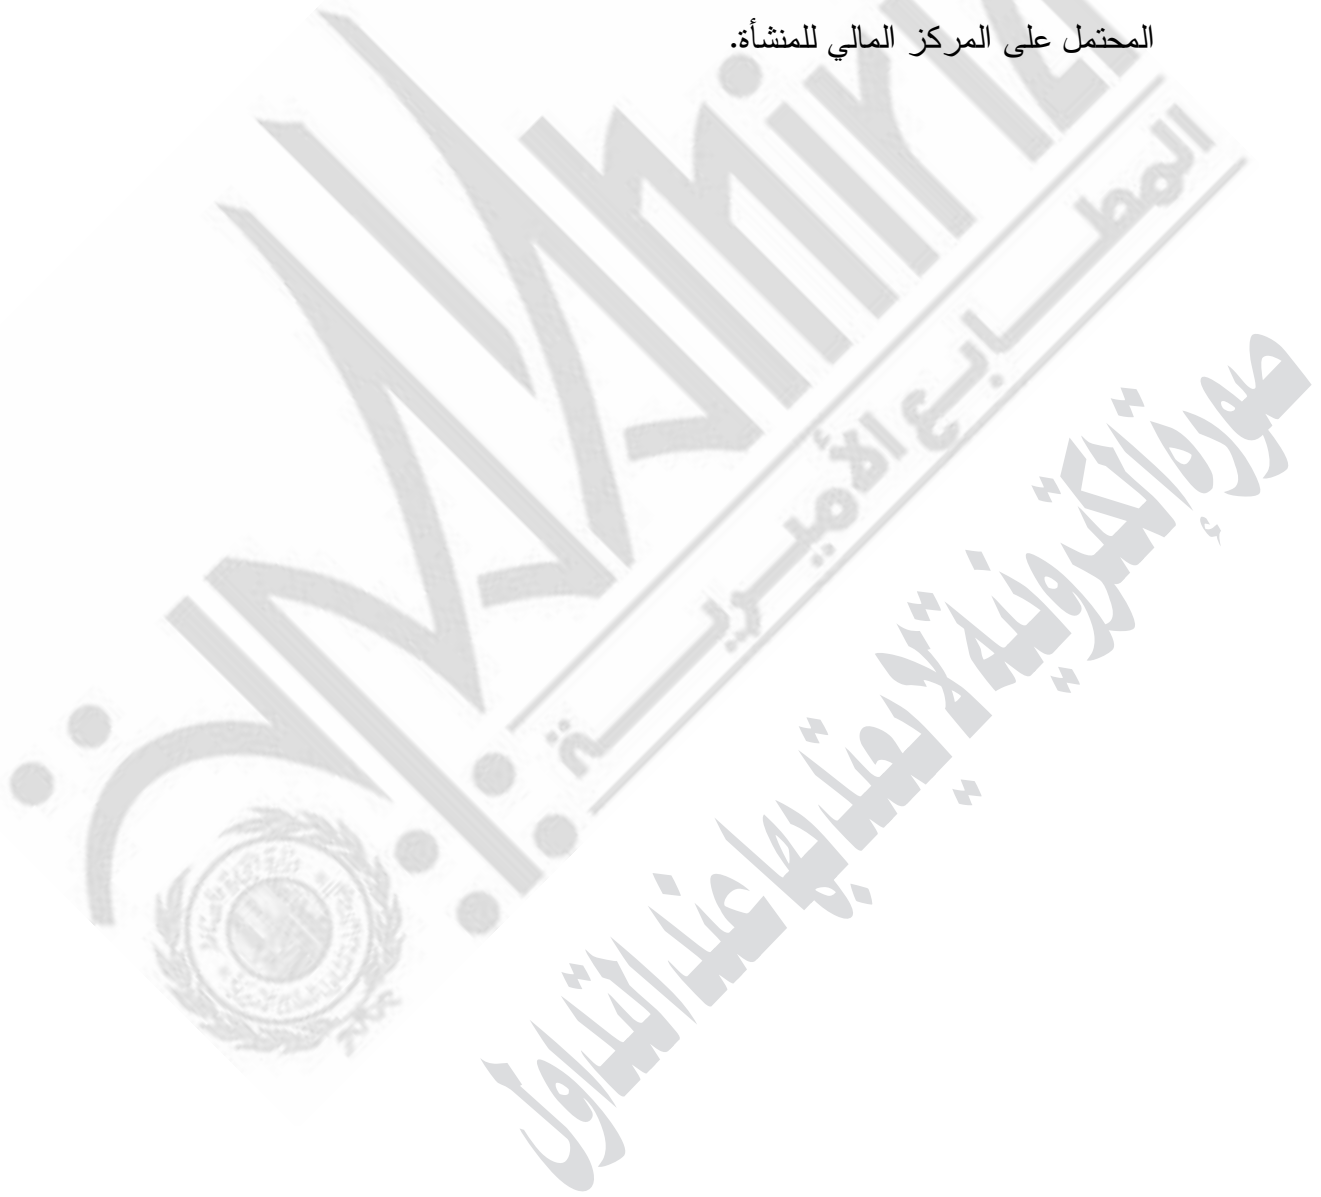 المحتمل على المركز المالي للمنشأة.
المطابع الأميرية
صورة إلكترونية لا يعتد بها عند التداول